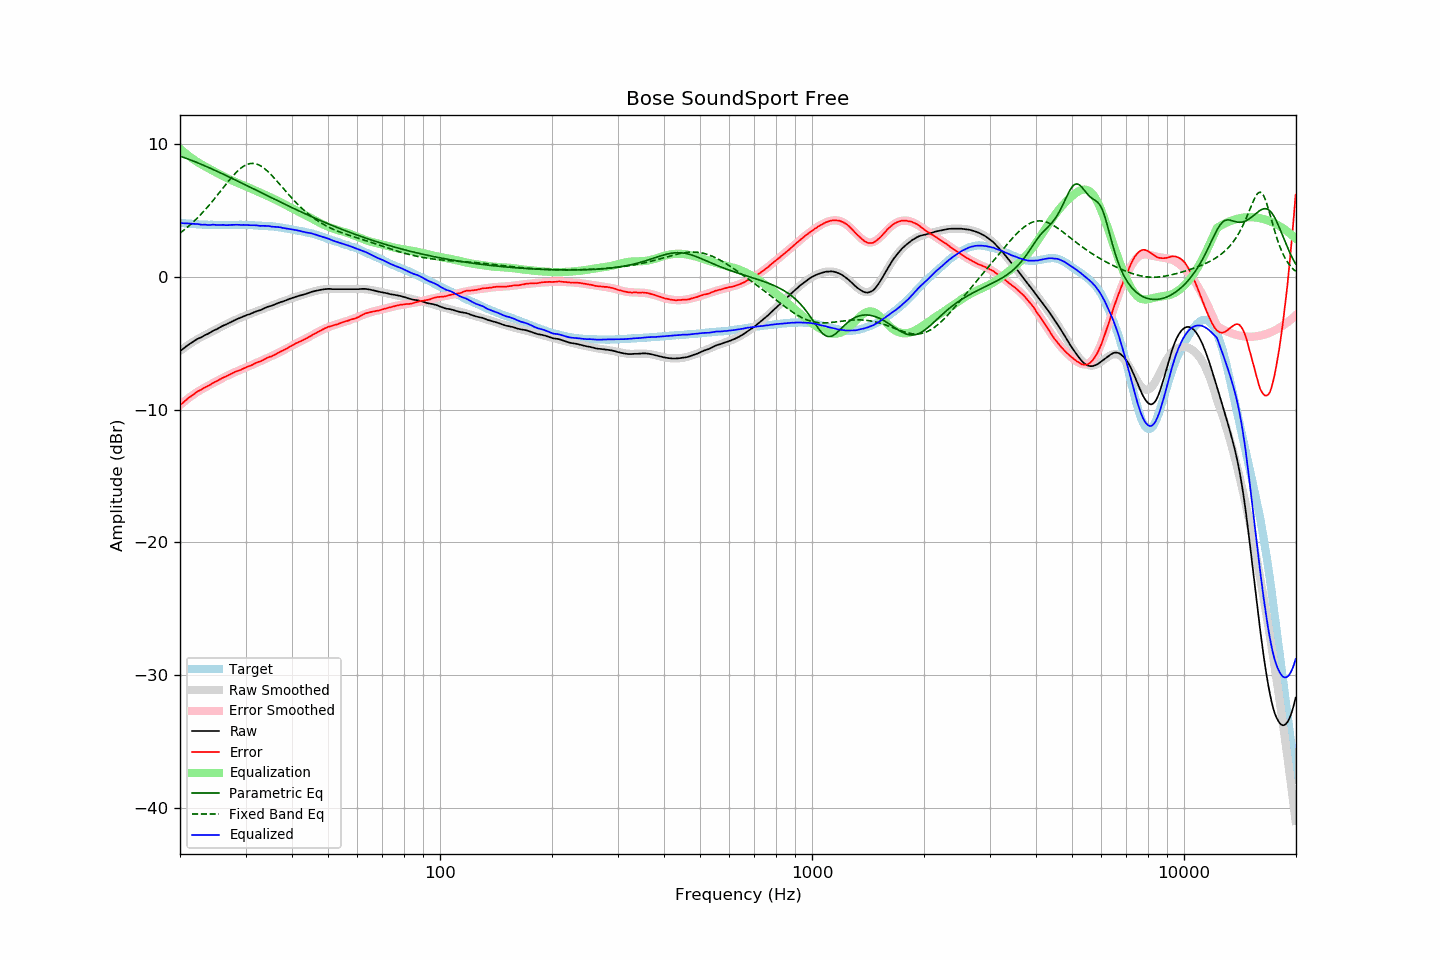 Bose SoundSport Free
10
0
−10
−20
−30
−40
Amplitude (dBr)
Target
Raw Smoothed
Error Smoothed
Raw
Error
Equalization
Parametric Eq
Fixed Band Eq
Equalized
100
1000
10000
Frequency (Hz)